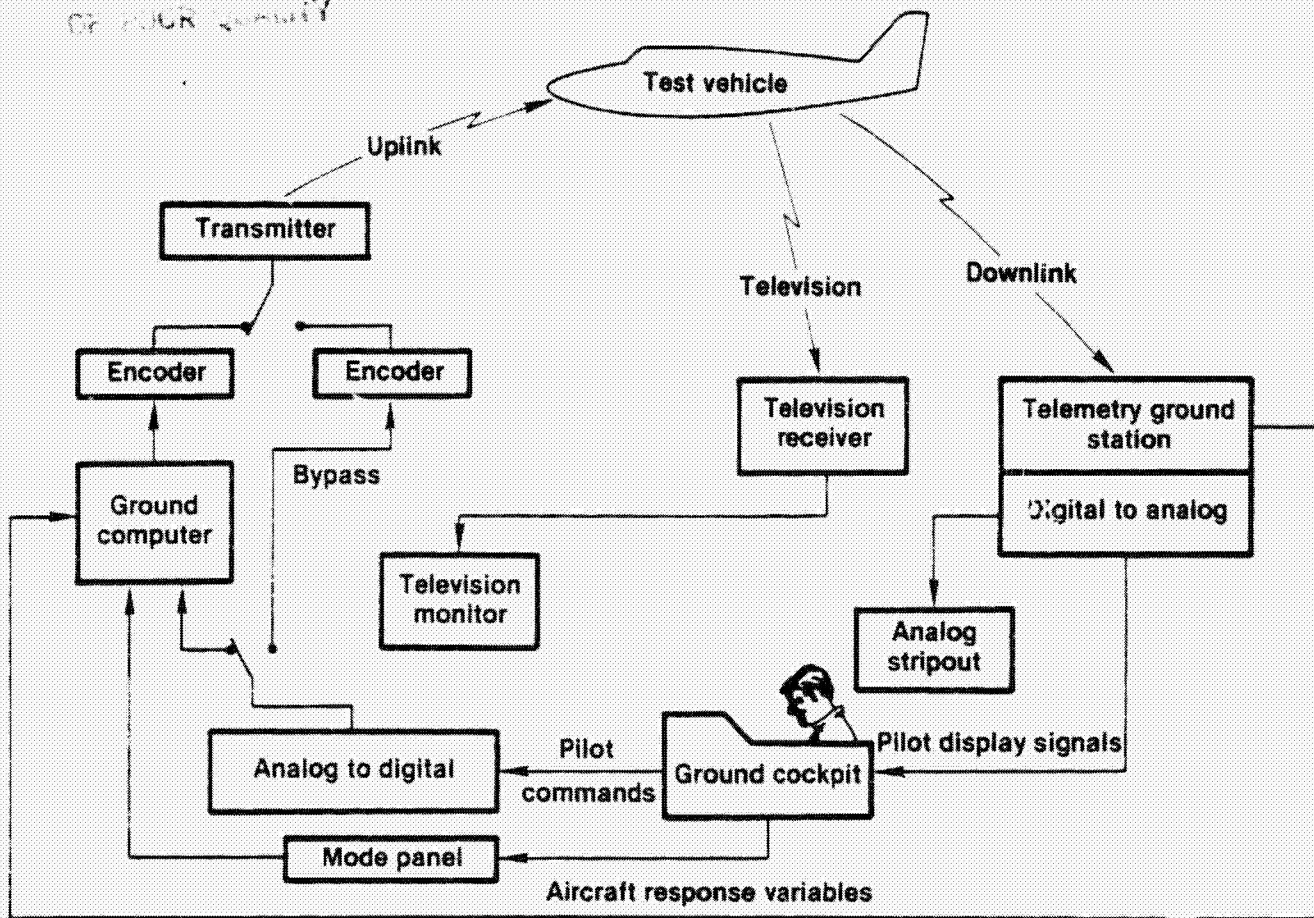 Test vehicle
Uplink
Transmitter
Television
Downlink
Encoder
Encoder
Television
receiver
Telemetry ground
station
Bypass
Ground
computer
Digital to analog
Television
monitor
Analog
stripout
Analog to digital
Pilot
commands
Ground cockpit
Pilot display signals
Mode panel
Aircraft response variables